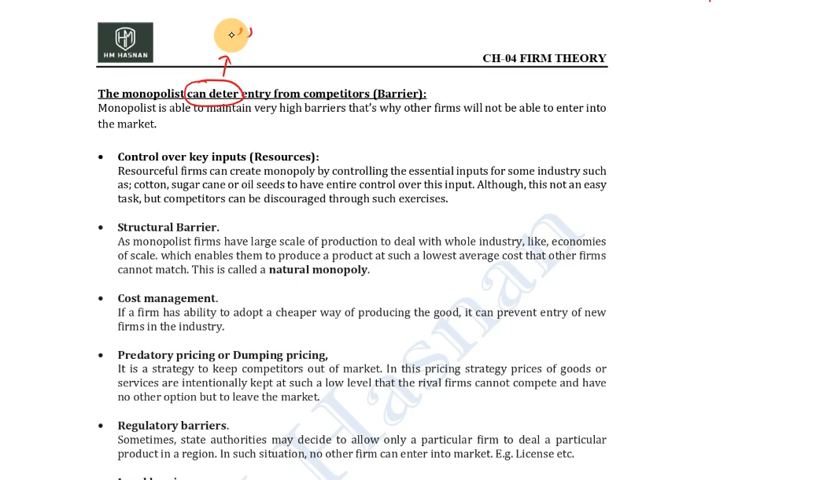 HM HASNAN
CH-04 FIRM THEORY
The monopolist can deter entry from competitors (Barrier):
Monopolist is able to maintain very high barriers that's why other firms will not be able to enter into
the market.
• Control over key inputs (Resources):
Resourceful firms can create monopoly by controlling the essential inputs for some industry such
as; cotton, sugar cane or oil seeds to have entire control over this input. Although, this not an easy
task, but competitors can be discouraged through such exercises.
• Structural Barrier.
As monopolist firms have large scale of production to deal with whole industry, like, economies
of scale. which enables them to produce a product at such a lowest average cost that other firms
cannot match. This is called a natural monopoly.
• Cost management.
If a firm has ability to adopt a cheaper way of producing the good, it can prevent entry of new
firms in the industry.
• Predatory pricing or Dumping pricing,
It is a strategy to keep competitors out of market. In this pricing strategy prices of goods or
services are intentionally kept at such a low level that the rival firms cannot compete and have
no other option but to leave the market.
• Regulatory barriers.
Sometimes, state authorities may decide to allow only a particular firm to deal a particular
product in a region. In such situation, no other firm can enter into market. E.g. License etc.
Hasnan